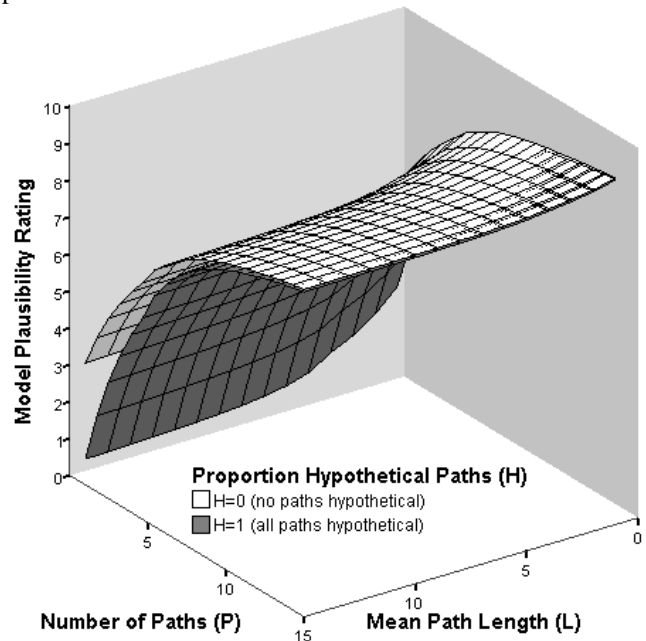 10
9
8
7
6
5
4
3
2
1
0
Model Plausibility Rating
Proportion Hypothetical Paths (H)
H=0 (no paths hypothetical)
H=1 (all paths hypothetical)
5
10
15
Number of Paths (P)
0
5
10
Mean Path Length (L)